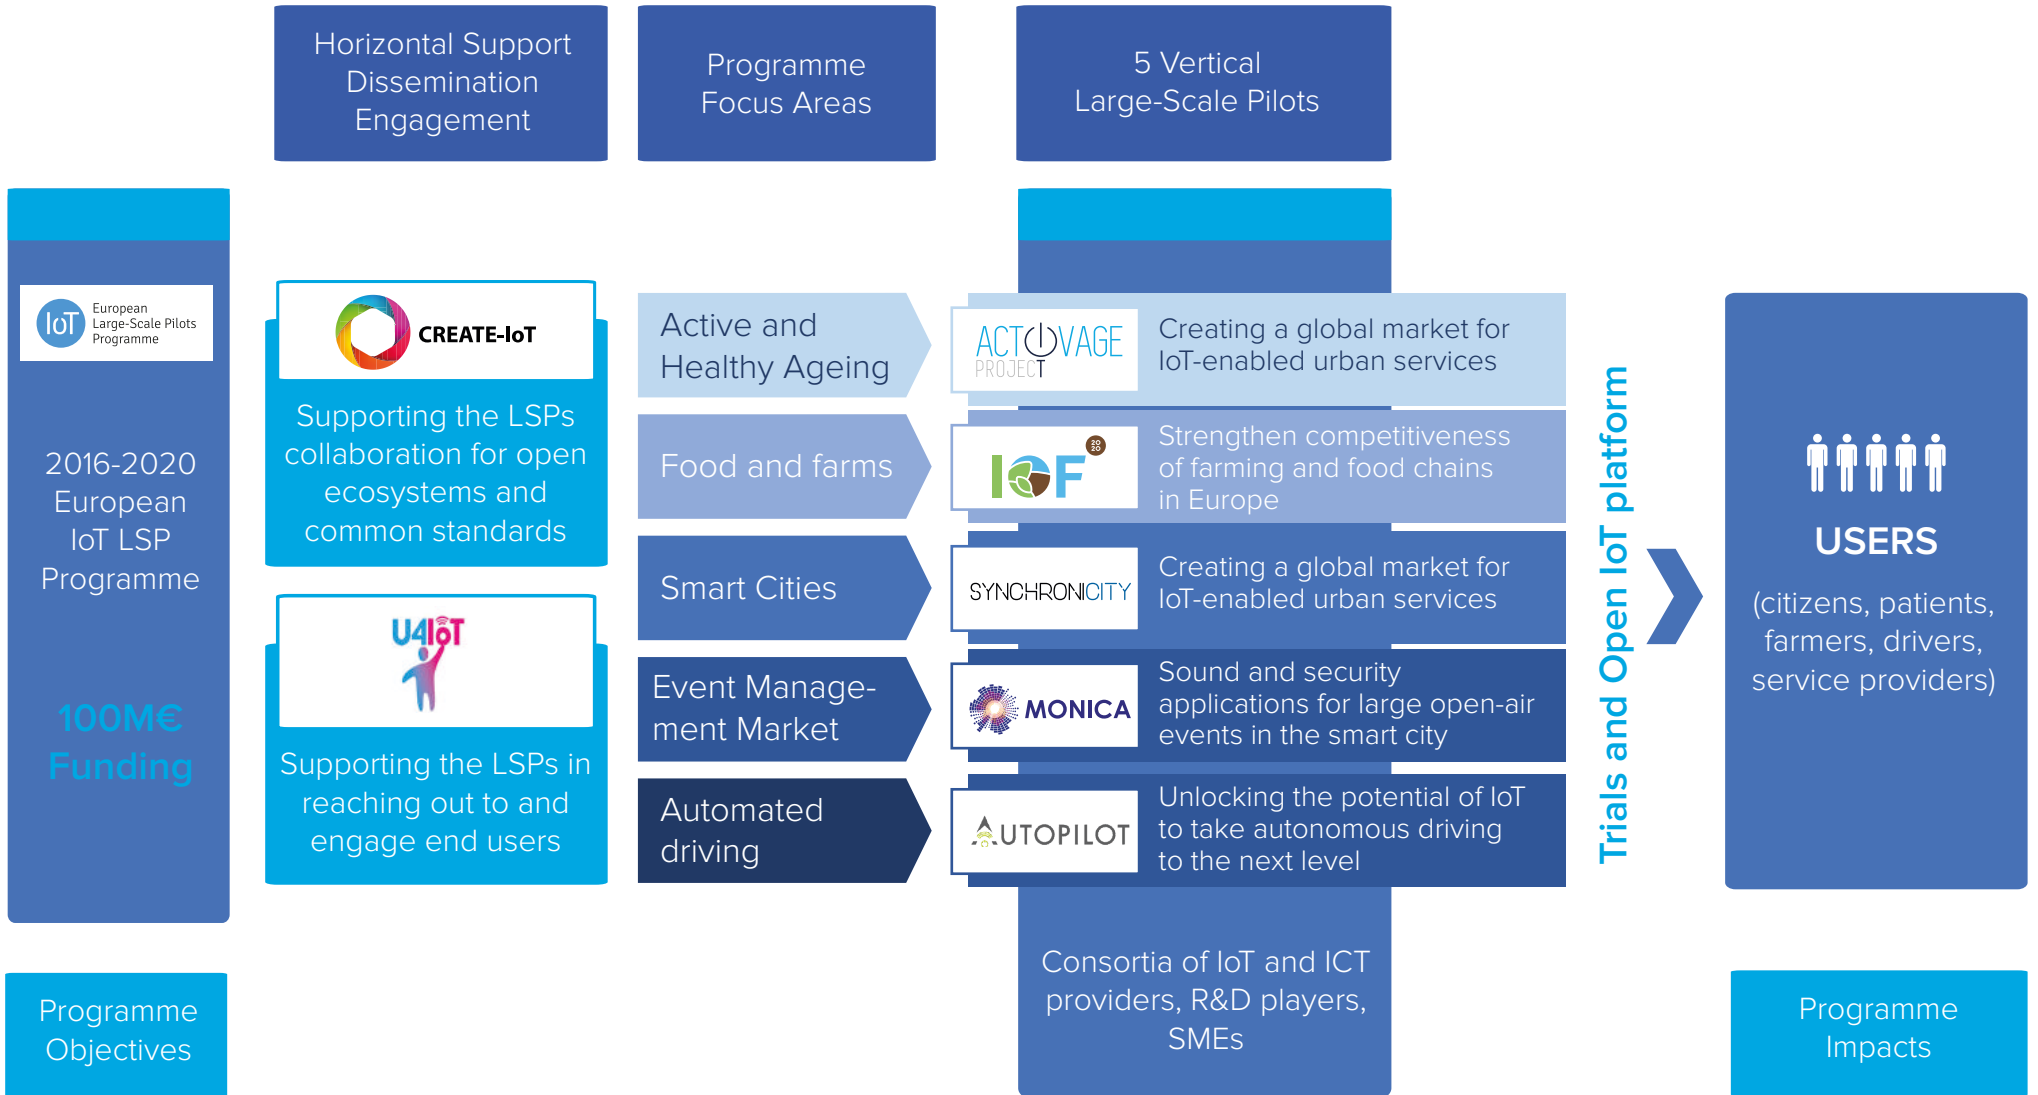 Horizontal Support
Dissemination
Engagement
Programme
Focus Areas
5 Vertical
Large-Scale Pilots
IoT
European
Large-Scale Pilots
Programme
2016-2020
European
IoT LSP
Programme
100M€
Funding
Programme
Objectives
CREATE-IoT
Supporting the LSPs
collaboration for open
ecosystems and
common standards
U4IoT
Supporting the LSPs in
reaching out to and
engage end users
Active and
Healthy Ageing
Food and farms
Smart Cities
Event Manage-
ment Market
Automated
driving
ACTIVAGE
PROJECT
Creating a global market for
IoT-enabled urban services
IOF
20
20
Strengthen competitiveness
of farming and food chains
in Europe
SYNCHRONICITY
Creating a global market for
IoT-enabled urban services
MONICA
Sound and security
applications for large open-air
events in the smart city
AUTOPILOT
Unlocking the potential of IoT
to take autonomous driving
to the next level
Consortia of IoT and ICT
providers, R&D players,
SMEs
Trials and Open IoT platform
USERS
(citizens, patients,
farmers, drivers,
service providers)
Programme
Impacts